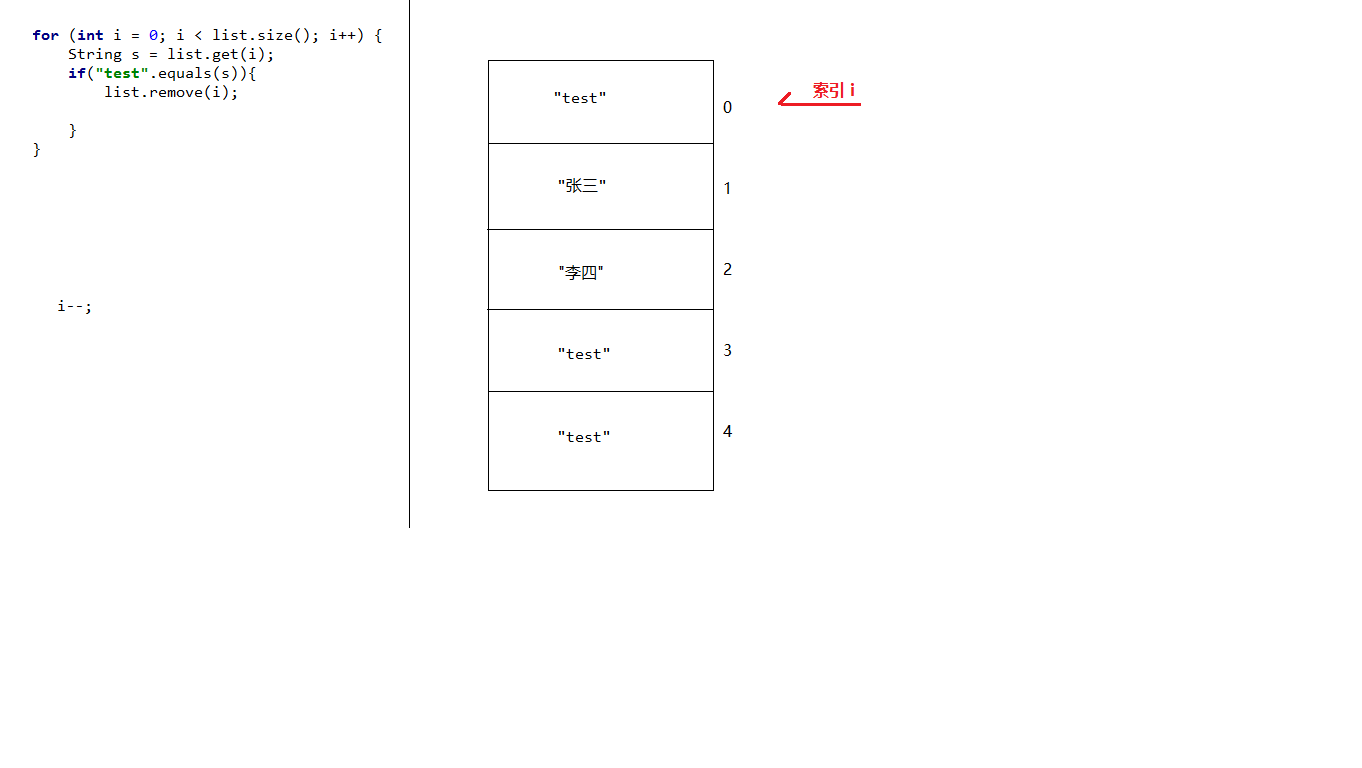 for (int i = 0; i < list.size(); i++) {
    String s = list.get(i);
    if("test".equals(s)){
        list.remove(i);
    }
}
i--;
"test"
0
索引 i
"张三"
1
"李四"
2
"test"
3
"test"
4